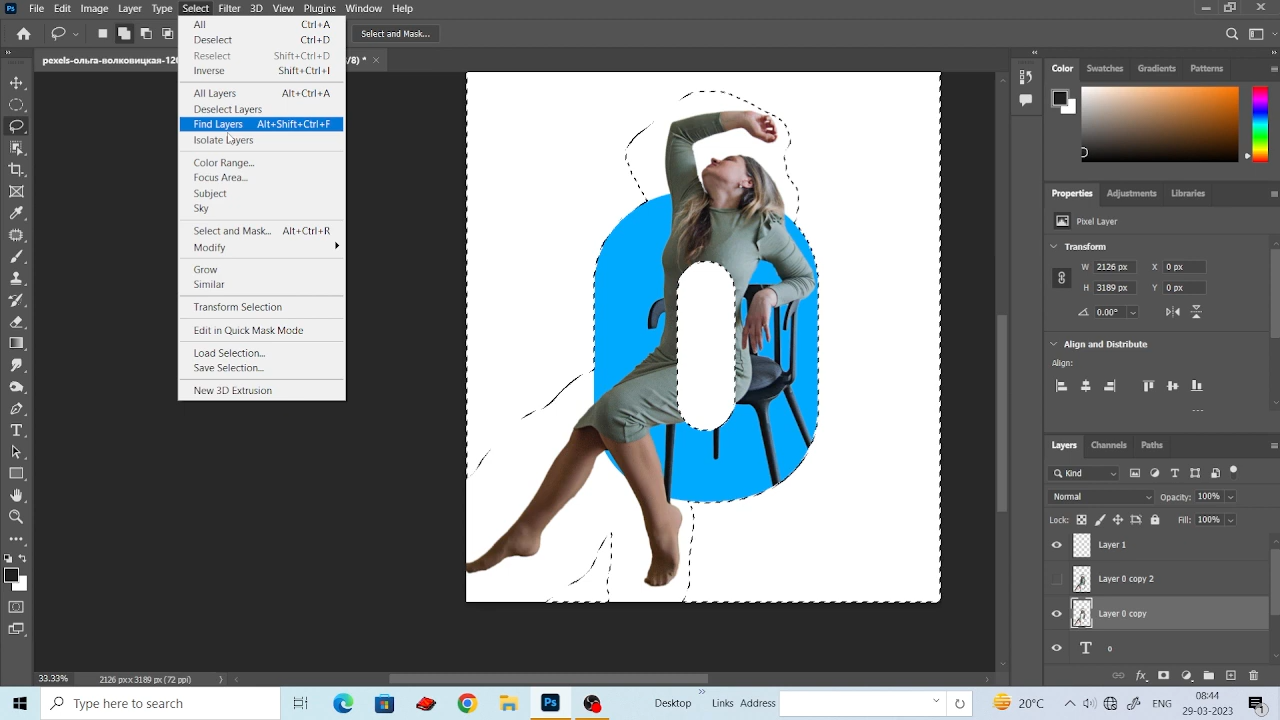 Ps File Edit Image Layer Type Select Filter 3D View Plugins Window Help
Select and Mask...
pexels-ольга-волковицкая-12
/8) *
All Ctrl+A
Deselect Ctrl+D
Reselect Shift+Ctrl+D
Inverse Shift+Ctrl+I
All Layers Alt+Ctrl+A
Deselect Layers
Find Layers Alt+Shift+Ctrl+F
Isolate Layers
Color Range...
Focus Area...
Subject
Sky
Select and Mask... Alt+Ctrl+R
Modify
Grow
Similar
Transform Selection
Edit in Quick Mask Mode
Load Selection...
Save Selection...
New 3D Extrusion
Color Swatches Gradients Patterns
Properties Adjustments Libraries
Pixel Layer
Transform
W 2126 px X 0 px
H 3189 px Y 0 px
0.00°
Align and Distribute
Align:
Layers Channels Paths
Kind
Normal Opacity: 100%
Lock: Fill: 100%
Layer 1
Layer 0 copy 2
Layer 0 copy
T 0
fx
33.33% 2126 px x 3189 px (72 ppi)
Type here to search
Ps
Desktop
Link Address
20°C
ENG
08:44
29-03-2023
1